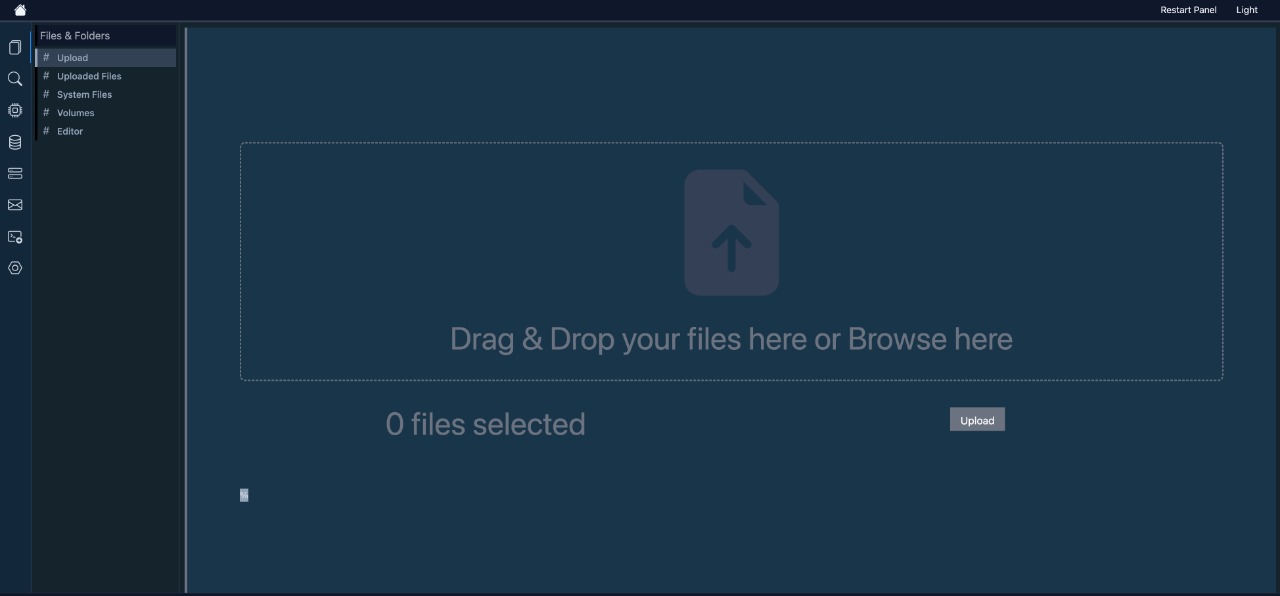 Restart Panel Light
Files & Folders
# Upload
# Uploaded Files
# System Files
# Volumes
# Editor
Drag & Drop your files here or Browse here
0 files selected
Upload
%